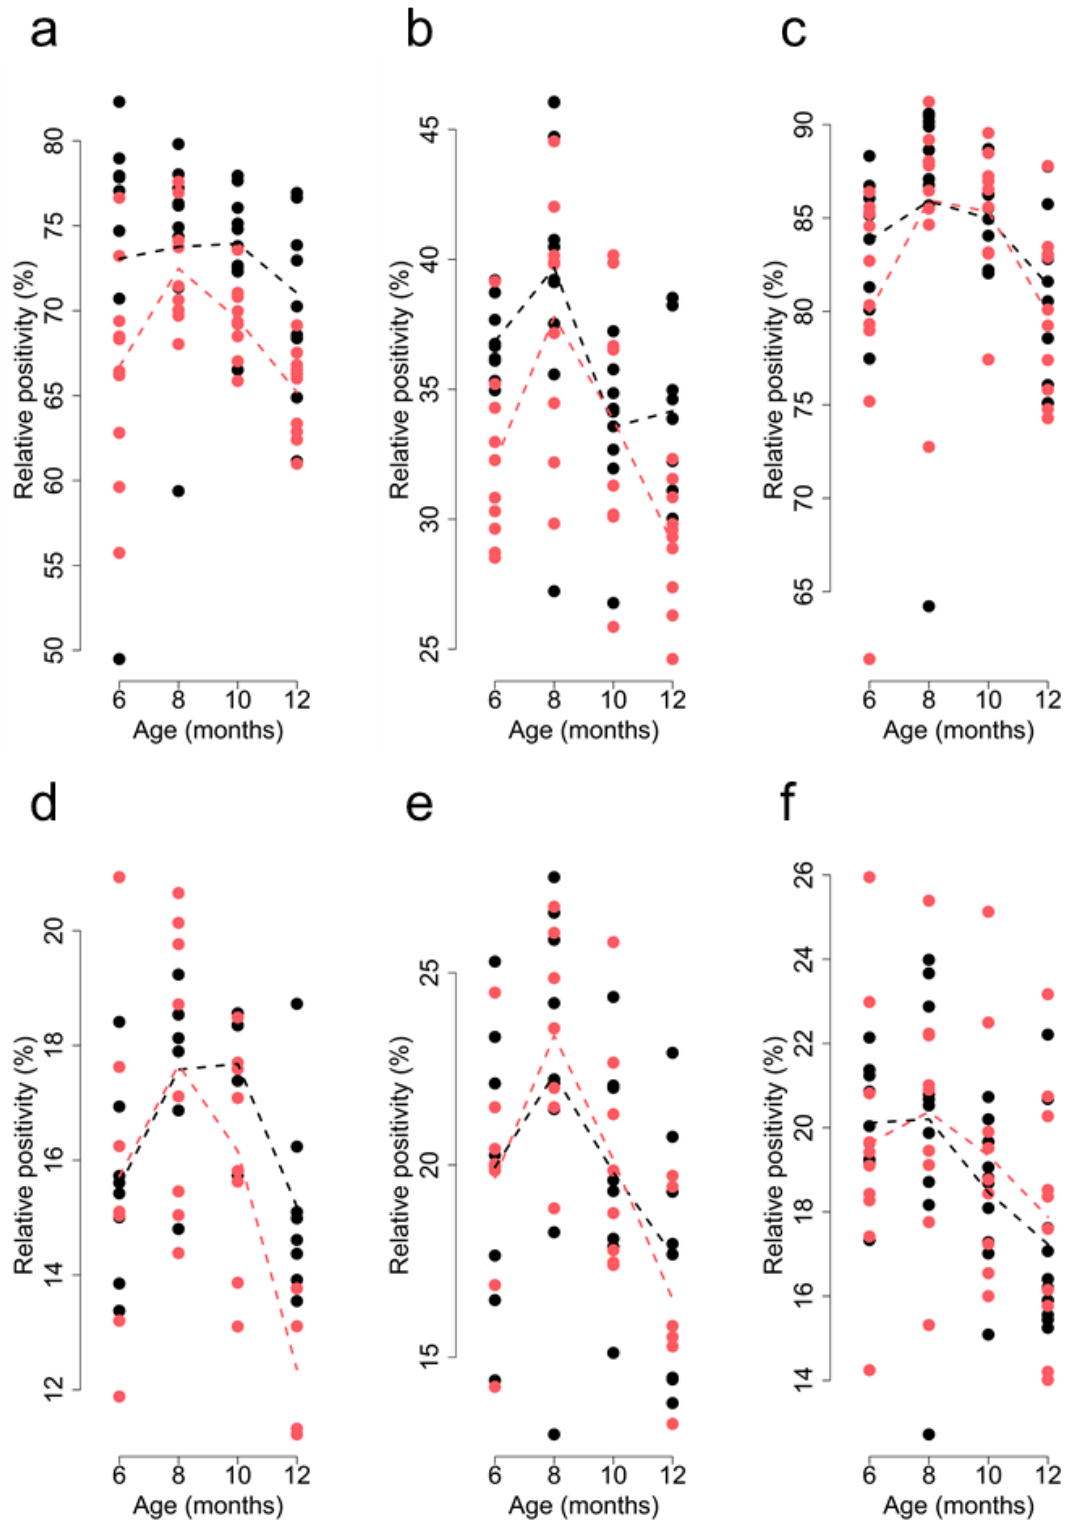 a b c
Relative positivity (%)
50 55 60 65 70 75 80
6 8 10 12
Age (months)
Relative positivity (%)
25 30 35 40 45
6 8 10 12
Age (months)
Relative positivity (%)
65 70 75 80 85 90
6 8 10 12
Age (months)
d e f
Relative positivity (%)
12 14 16 18 20
6 8 10 12
Age (months)
Relative positivity (%)
15 20 25
6 8 10 12
Age (months)
Relative positivity (%)
14 16 18 20 22 24 26
6 8 10 12
Age (months)